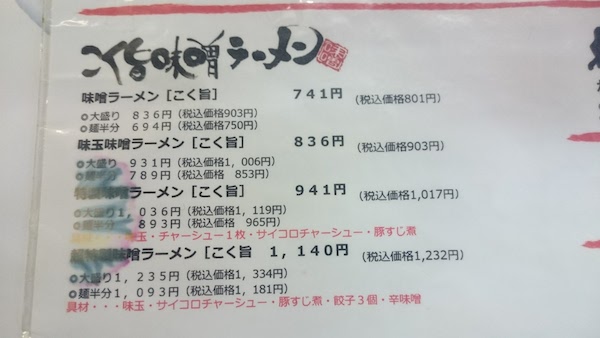 こく旨味噌ラーメン
味噌ラーメン［こく旨］ 741円 (税込価格801円)
大盛り 836円(税込価格903円)
麺半分 694円(税込価格750円)
味玉味噌ラーメン［こく旨］ 836円 (税込価格903円)
大盛り 931円(税込価格1，006円)
麺半分 789円(税込価格 853円)
味噌ラーメン［こく旨］ 941円 (税込価格1,017円)
大盛り1，036円(税込価格1，119円)
893円(税込価格 965円)
味玉・チャーシュー１枚・サイコロチャーシュー・豚すじ煮
味噌ラーメン［こく旨 1，140円 (税込価格1,232円)
大盛り1，235円(税込価格1，334円)
麺半分1，093円(税込価格1，181円)
具材・・・味玉・サイコロチャーシュー・豚すじ煮・餃子３個・辛味噌